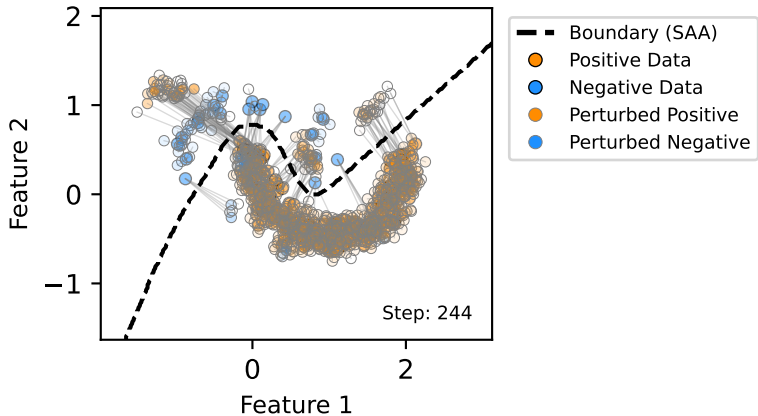 2
1
0
−1
Feature 2
0
2
Feature 1
Step: 244
Boundary (SAA)
Positive Data
Negative Data
Perturbed Positive
Perturbed Negative